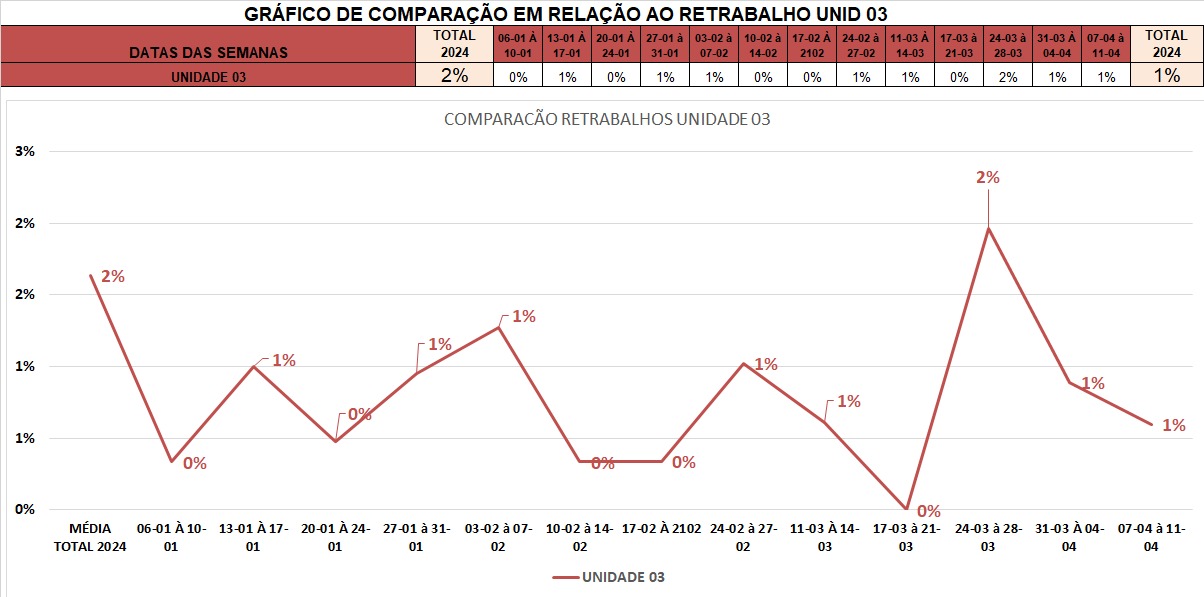 GRÁFICO DE COMPARAÇÃO EM RELAÇÃO AO RETRABALHO UNID 03
DATAS DAS SEMANAS TOTAL 2024 06-01 À 10-01 13-01 À 17-01 20-01 À 24-01 27-01 à 31-01 03-02 à 07-02 10-02 à 14-02 17-02 À 2102 24-02 à 27-02 11-03 À 14-03 17-03 à 21-03 24-03 à 28-03 31-03 À 04-04 07-04 à 11-04 TOTAL 2024
UNIDADE 03 2% 0% 1% 0% 1% 1% 0% 0% 1% 1% 0% 2% 1% 1% 1%
COMPARACÃO RETRABALHOS UNIDADE 03
3%
2%
2%
1%
1%
0%
2%
0%
1%
0%
1%
1%
0%
0%
1%
1%
0%
2%
1%
1%
MÉDIA TOTAL 2024
06-01 À 10-01
13-01 À 17-01
20-01 À 24-01
27-01 à 31-01
03-02 à 07-02
10-02 à 14-02
17-02 À 2102
24-02 à 27-02
11-03 À 14-03
17-03 à 21-03
24-03 à 28-03
31-03 À 04-04
07-04 à 11-04
UNIDADE 03